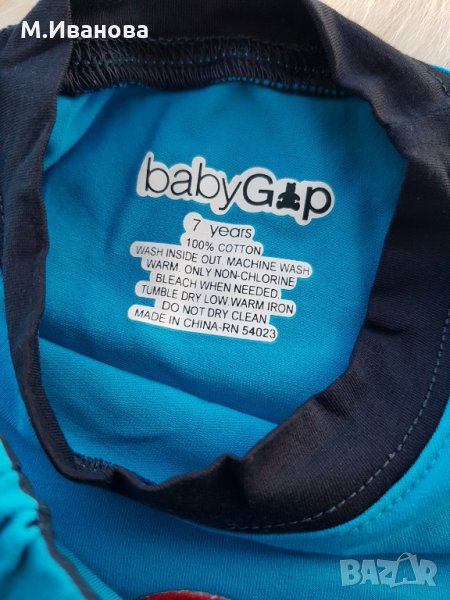 М.Иванова
babyGap
7 years
100% COTTON
WASH INSIDE OUT. MACHINE WASH
WARM. ONLY NON-CHLORINE
BLEACH WHEN NEEDED.
TUMBLE DRY LOW WARM IRON
DO NOT DRY CLEAN
MADE IN CHINA-RN 54023
BAZAR